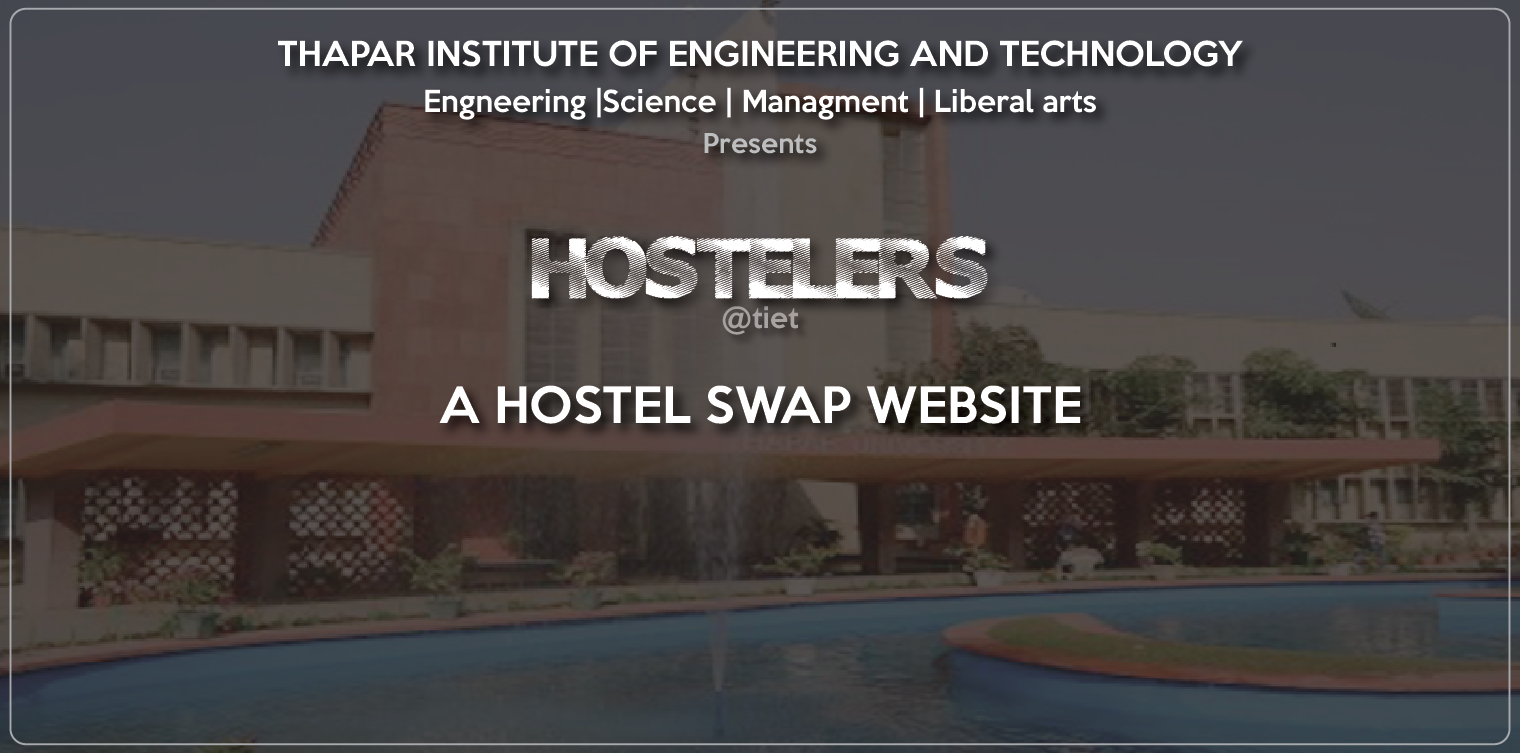 THAPAR INSTITUTE OF ENGINEERING AND TECHNOLOGY
Engneering |Science | Managment | Liberal arts
Presents
HOSTELERS
@tiet
A HOSTEL SWAP WEBSITE